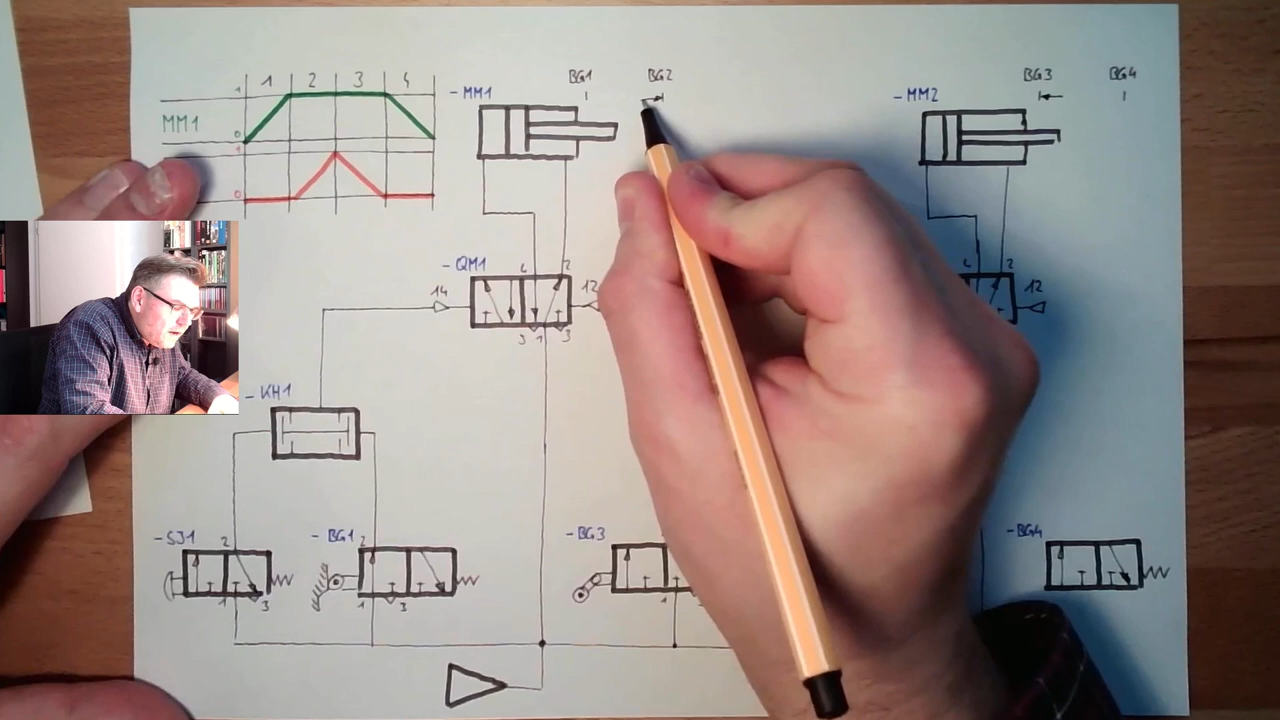 1 2 3 4
1
MM1
0
1
0
-MM1
BG1
BG2
-MM2
BG3
BG4
-QM1
14
4 2
12
3 1 3
4 2
12
-KH1
-SJ1
2
1 3
-BG1
2
1 3
-BG3
1
-BG4